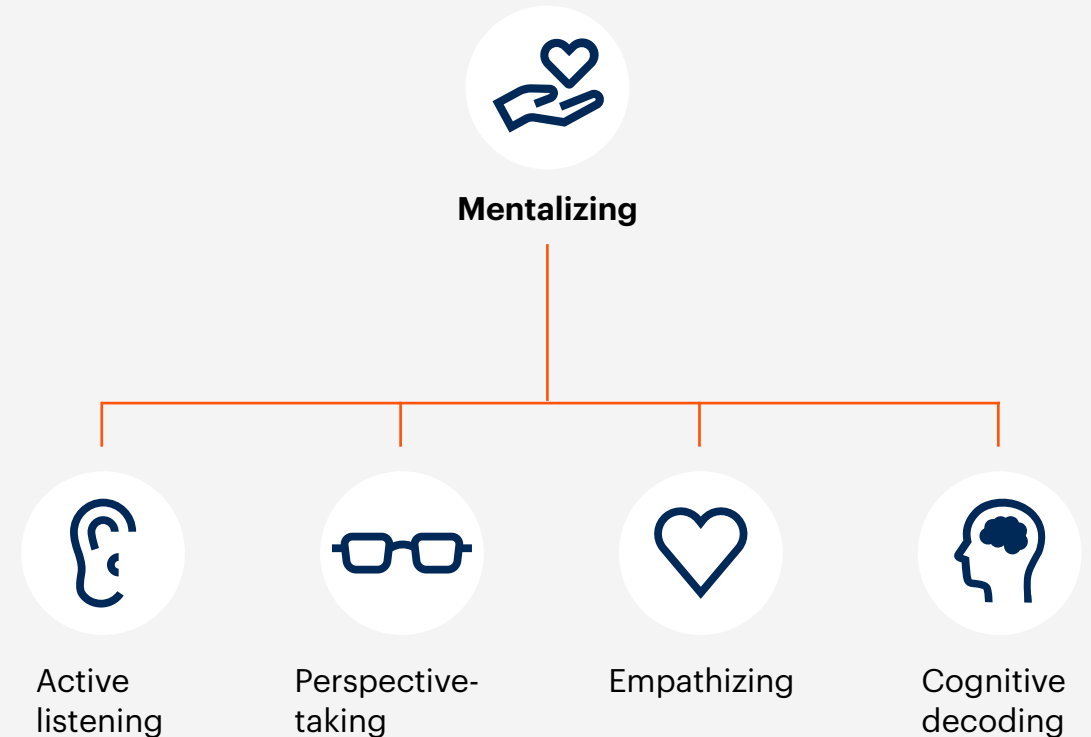 Mentalizing
Active
listening
Perspective-
taking
Empathizing
Cognitive
decoding